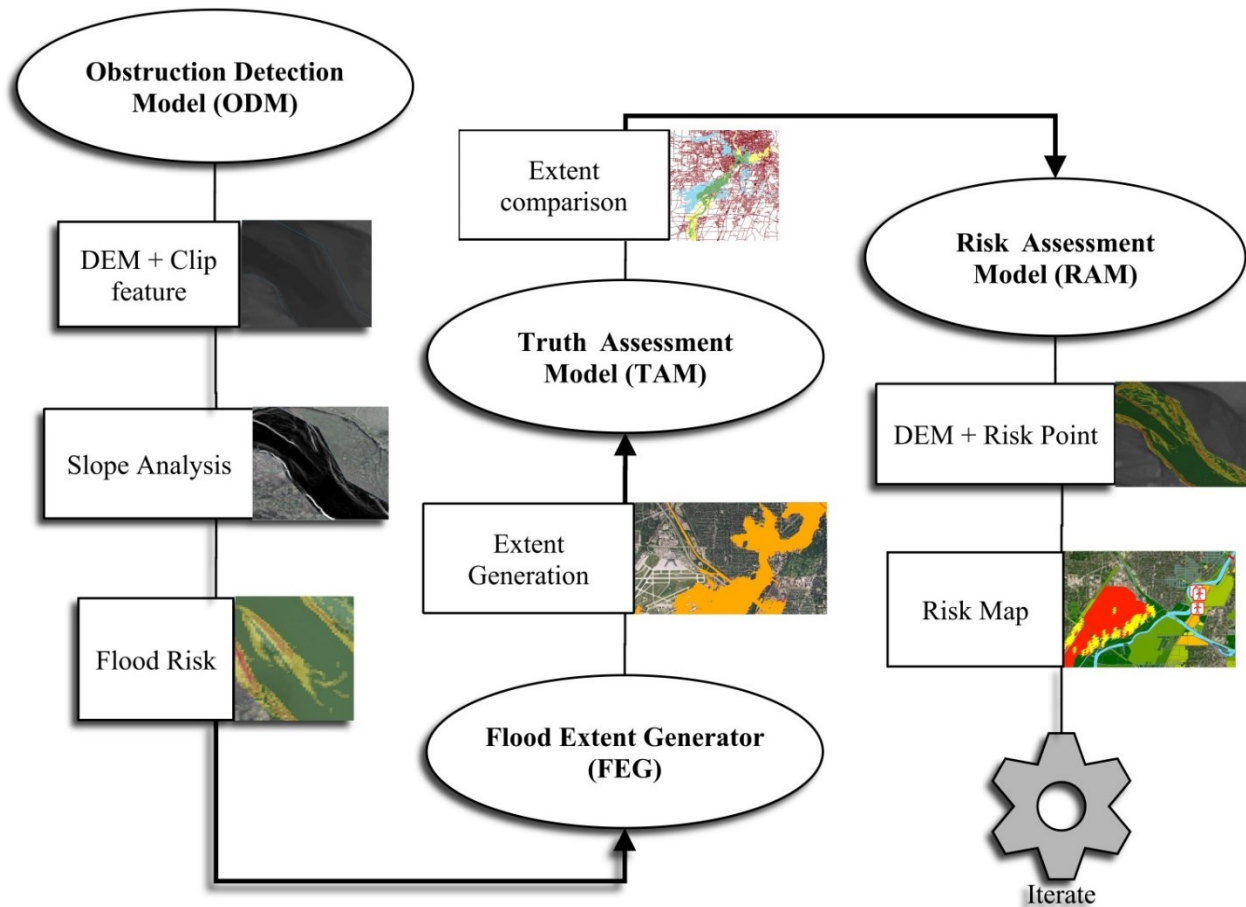 Obstruction Detection
Model (ODM)
DEM + Clip
feature
Slope Analysis
Flood Risk
Flood Extent Generator
(FEG)
Extent
Generation
Truth Assessment
Model (TAM)
Extent
comparison
Risk Assessment
Model (RAM)
DEM + Risk Point
Risk Map
Iterate